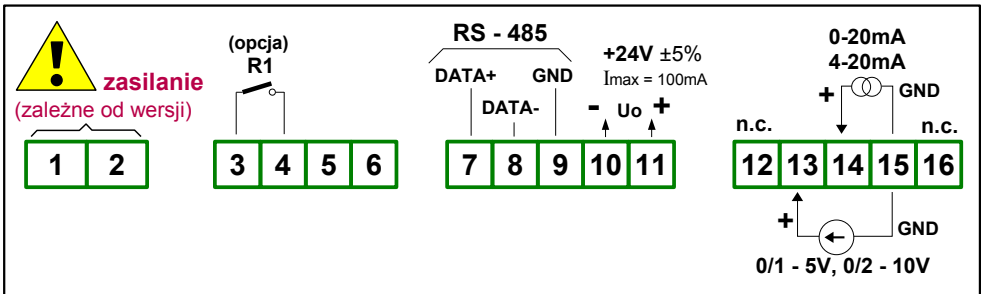 !
zasilanie
(zależne od wersji)
1 2
(opcja)
R1
3 4 5 6
RS - 485
DATA+ GND
DATA-
+24V ±5%
Imax = 100mA
- Uo +
7 8 9 10 11
0-20mA
4-20mA
+ GND
n.c. n.c.
12 13 14 15 16
+ GND
0/1 - 5V, 0/2 - 10V